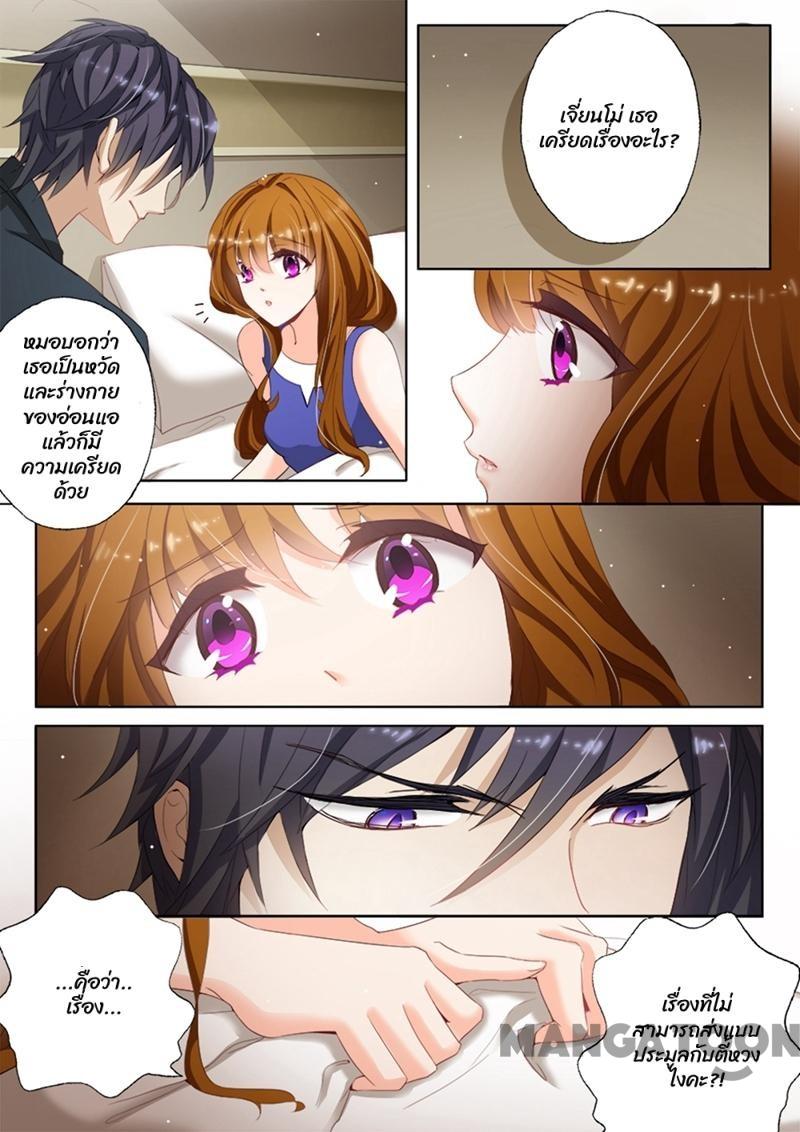 หมอบอกว่า
เธอเป็นหวัด
และร่างกาย
ของอ่อนแอ
แล้วก็มี
ความเครียด
ด้วย
เจี่ยนโม่ เธอ
เครียดเรื่องอะไร?
...คือว่า..
เรื่อง...
เรื่องที่ไม่
สามารถส่งแบบ
ประมูลกับตี้หวง
ไงคะ?!
MANGATOON